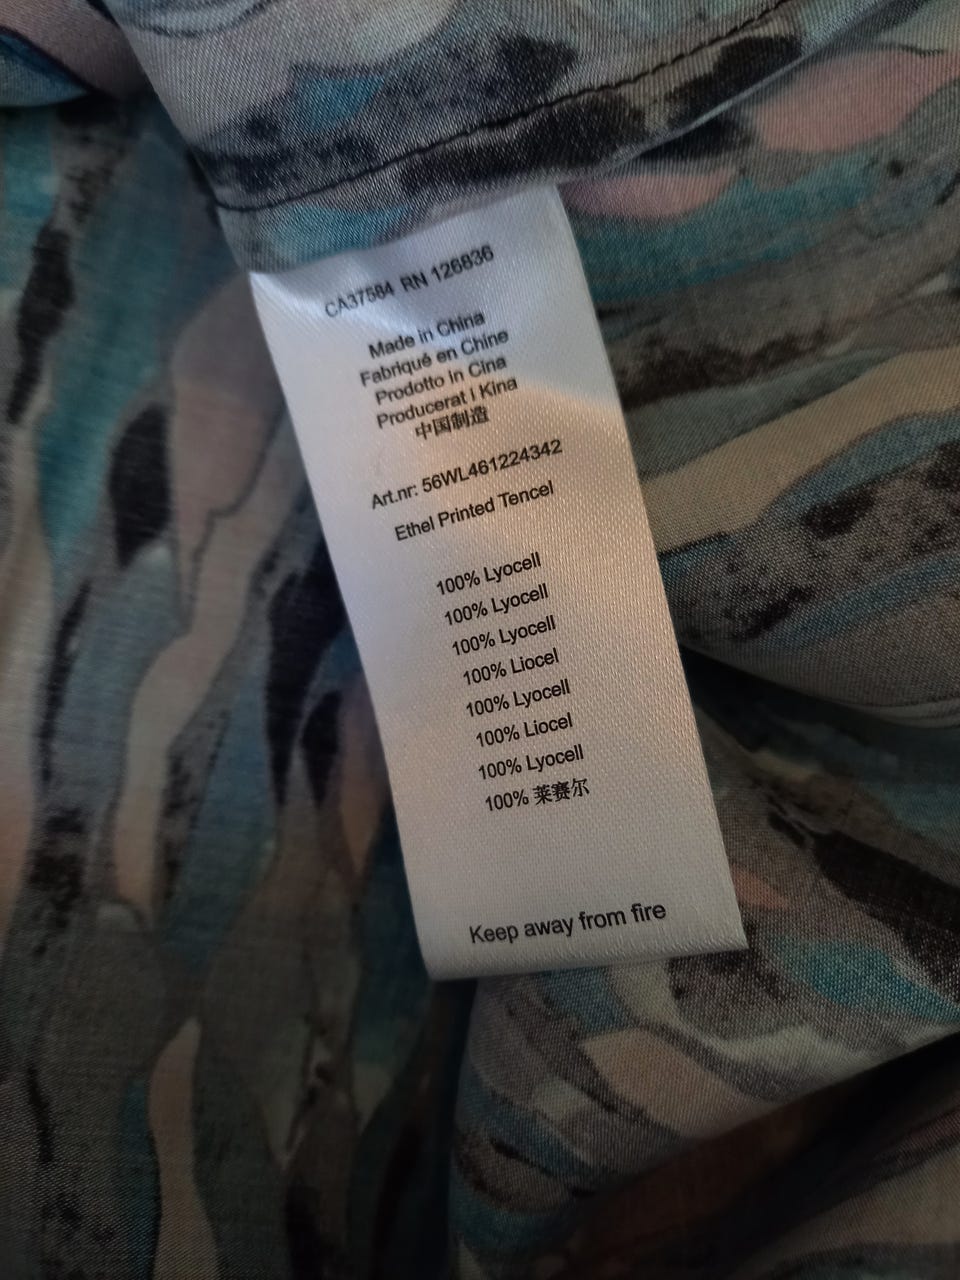 CA37584 RN 126836
Made in China
Fabriqué en Chine
Prodotto in Cina
Producerat i Kina
中国制造
Art.nr: 56WL461224342
Ethel Printed Tencel
100% Lyocell
100% Lyocell
100% Lyocell
100% Liocel
100% Lyocell
100% Liocel
100% Lyocell
100% 莱赛尔
Keep away from fire